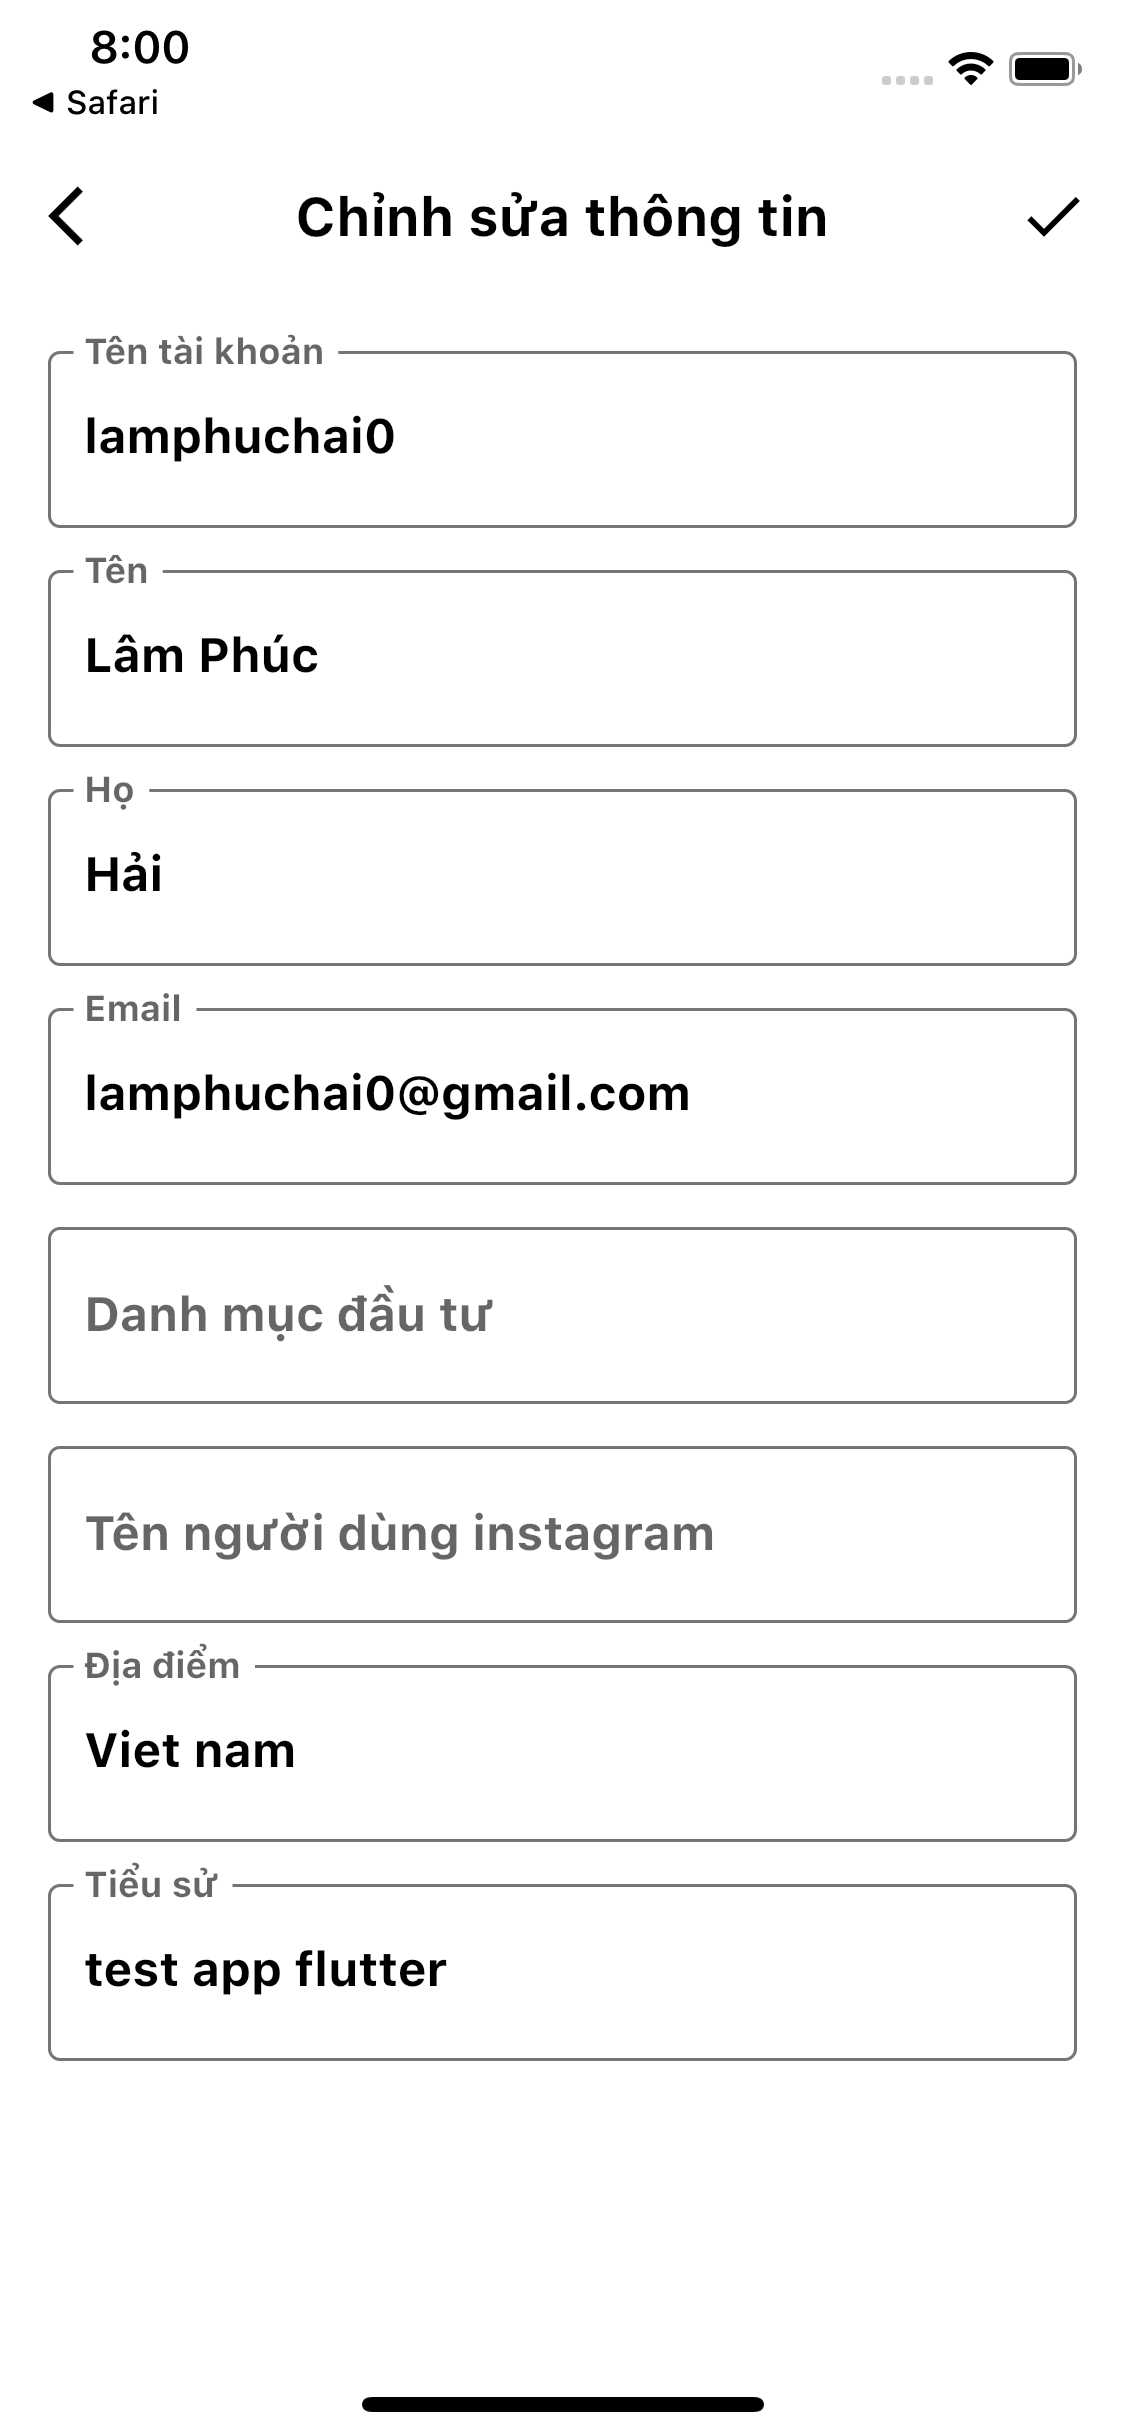 8:00
Safari
Chỉnh sửa thông tin
Tên tài khoản
lamphuchai0
Tên
Lâm Phúc
Họ
Hải
Email
lamphuchai0@gmail.com
Danh mục đầu tư
Tên người dùng instagram
Địa điểm
Viet nam
Tiểu sử
test app flutter